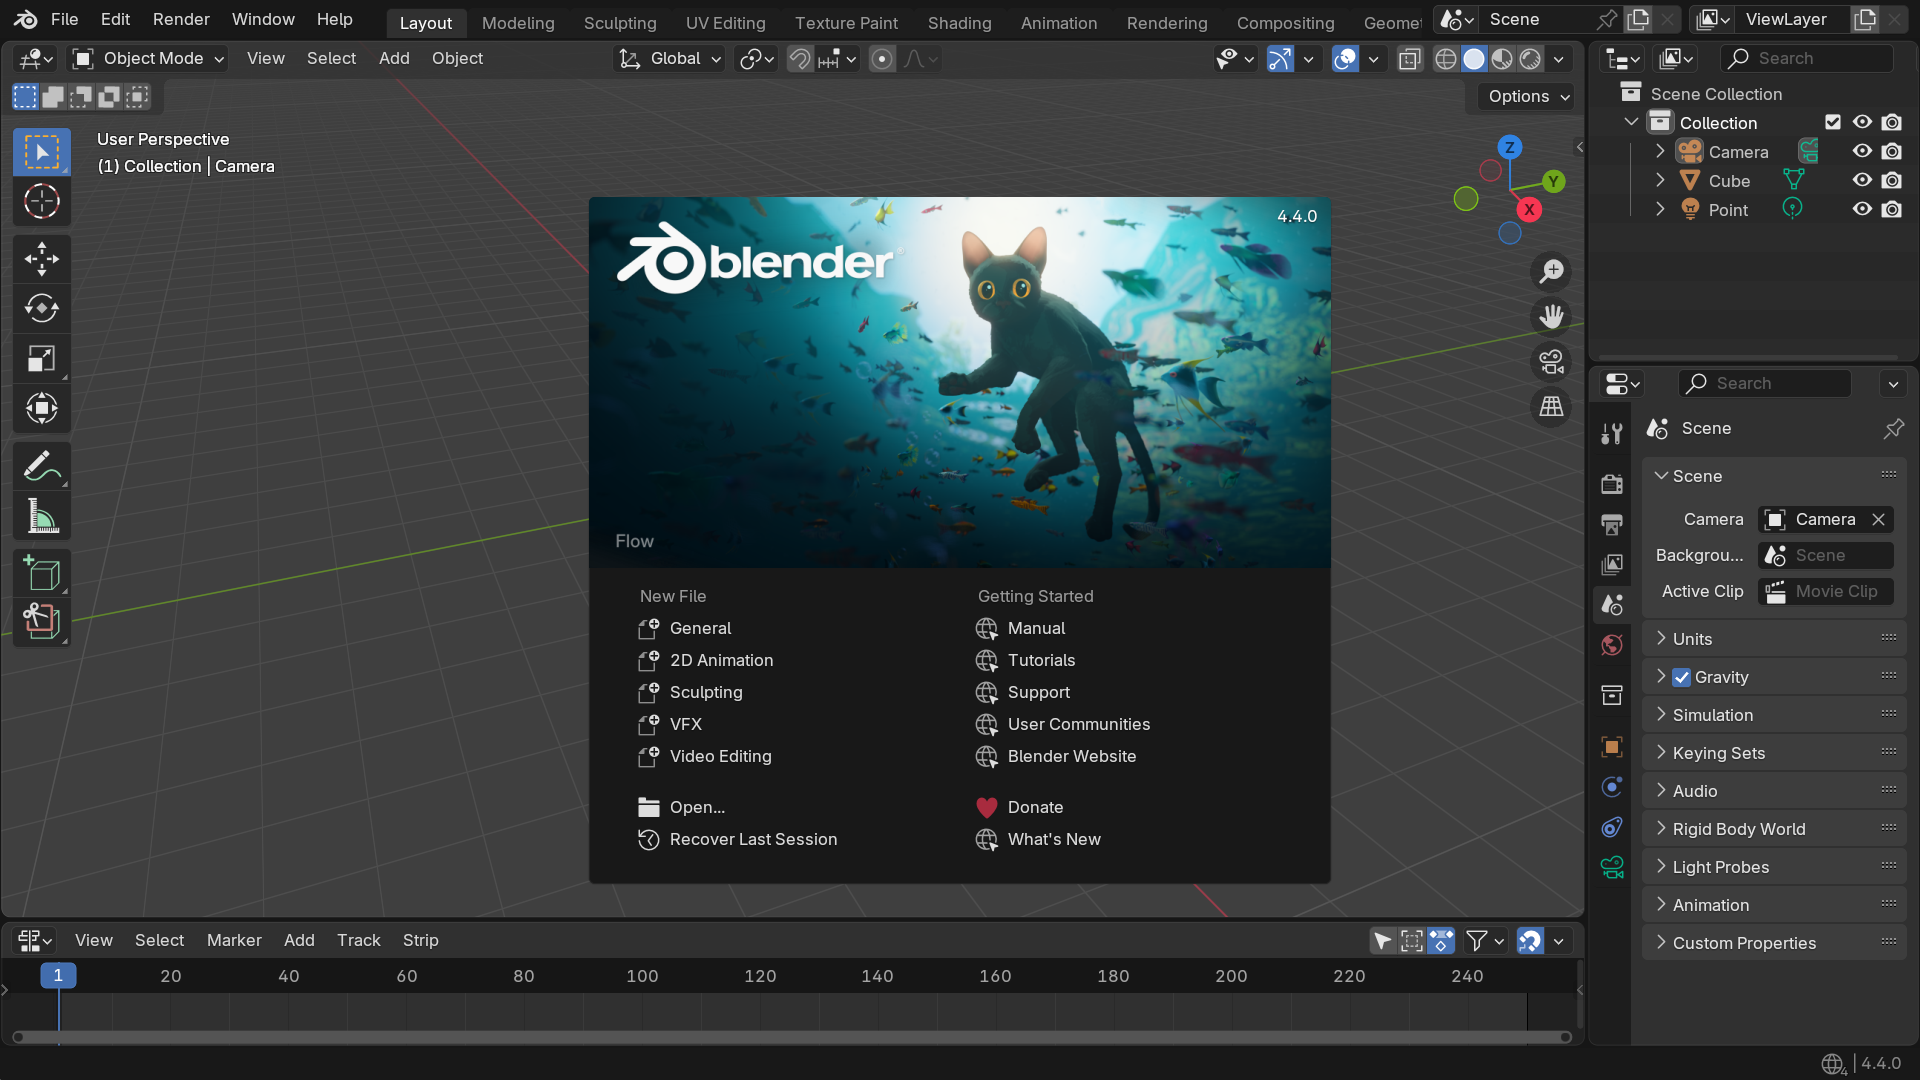 File Edit Render Window Help Layout Modeling Sculpting UV Editing Texture Paint Shading Animation Rendering Compositing Geomet Scene ViewLayer
Object Mode View Select Add Object Global Search
Options
User Perspective
(1) Collection | Camera
Z
Y
X
Scene Collection
Collection
Camera
Cube
Point
4.4.0
blender
Flow
New File
General
2D Animation
Sculpting
VFX
Video Editing
Open...
Recover Last Session
Getting Started
Manual
Tutorials
Support
User Communities
Blender Website
Donate
What's New
Search
Scene
Scene
Camera Camera
Backgrou... Scene
Active Clip Movie Clip
Units
Gravity
Simulation
Keying Sets
Audio
Rigid Body World
Light Probes
Animation
Custom Properties
View Select Marker Add Track Strip
1 20 40 60 80 100 120 140 160 180 200 220 240
4 | 4.4.0